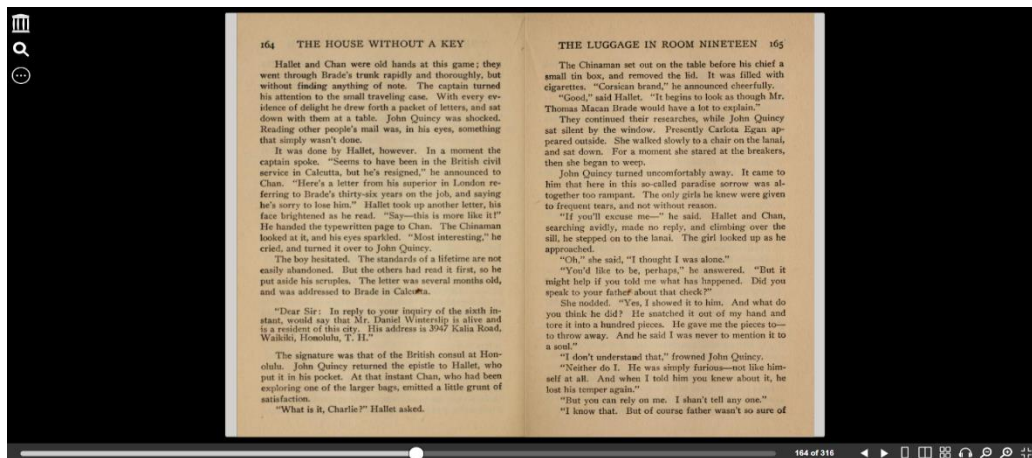 164 THE HOUSE WITHOUT A KEY
Hallet and Chan were old hands at this game; they
went through Brade's trunk rapidly and thoroughly, but
without finding anything of note. The captain turned
his attention to the small traveling case. With every ev-
idence of delight he drew forth a packet of letters, and sat
down with them at a table. John Quincy was shocked.
Reading other people's mail was, in his eyes, something
that simply wasn't done.
It was done by Hallet, however. In a moment the
captain spoke. "Seems to have been in the British civil
service in Calcutta, but he's resigned," he announced to
Chan. "Here's a letter from his superior in London re-
ferring to Brade's thirty-six years on the job, and saying
he's sorry to lose him." Hallet took up another letter, his
face brightened as he read. "Say—this is more like it!"
He handed the typewritten page to Chan. The Chinaman
looked at it, and his eyes sparkled. "Most interesting," he
cried, and turned it over to John Quincy.
The boy hesitated. The standards of a lifetime are not
easily abandoned. But the others had read it first, so he
put aside his scruples. The letter was several months old,
and was addressed to Brade in Calcutta.
"Dear Sir: In reply to your inquiry of the sixth in-
stant, would say that Mr. Daniel Winterslip is alive and
is a resident of this city. His address is 3947 Kalia Road,
Waikiki, Honolulu, T. H."
The signature was that of the British consul at Hon-
olulu. John Quincy returned the epistle to Hallet, who
put it in his pocket. At that instant Chan, who had been
exploring one of the larger bags, emitted a little grunt of
satisfaction.
"What is it, Charlie?" Hallet asked.
THE LUGGAGE IN ROOM NINETEEN 165
The Chinaman set out on the table before his chief a
small tin box, and removed the lid. It was filled with
cigarettes. "Corsican brand," he announced cheerfully.
"Good," said Hallet. "It begins to look as though Mr.
Thomas Macan Brade would have a lot to explain."
They continued their researches, while John Quincy
sat silent by the window. Presently Carlota Egan ap-
peared outside. She walked slowly to a chair on the lanai,
and sat down. For a moment she stared at the breakers,
then she began to weep.
John Quincy turned uncomfortably away. It came to
him that here in this so-called paradise sorrow was al-
together too rampant. The only girls he knew were given
to frequent tears, and not without reason.
"If you'll excuse me—" he said. Hallet and Chan,
searching avidly, made no reply, and climbing over the
sill, he stepped on to the lanai. The girl looked up as he
approached.
"Oh," she said, "I thought I was alone."
"You'd like to be, perhaps," he answered. "But it
might help if you told me what has happened. Did you
speak to your father about that check?"
She nodded. "Yes, I showed it to him. And what do
you think he did? He snatched it out of my hand and
tore it into a hundred pieces. He gave me the pieces to—
to throw away. And he said I was never to mention it to
a soul."
"I don't understand that," frowned John Quincy.
"Neither do I. He was simply furious—not like him-
self at all. And when I told him you knew about it, he
lost his temper again."
"But you can rely on me. I shan't tell any one."
"I know that. But of course father wasn't so sure of
164 of 316